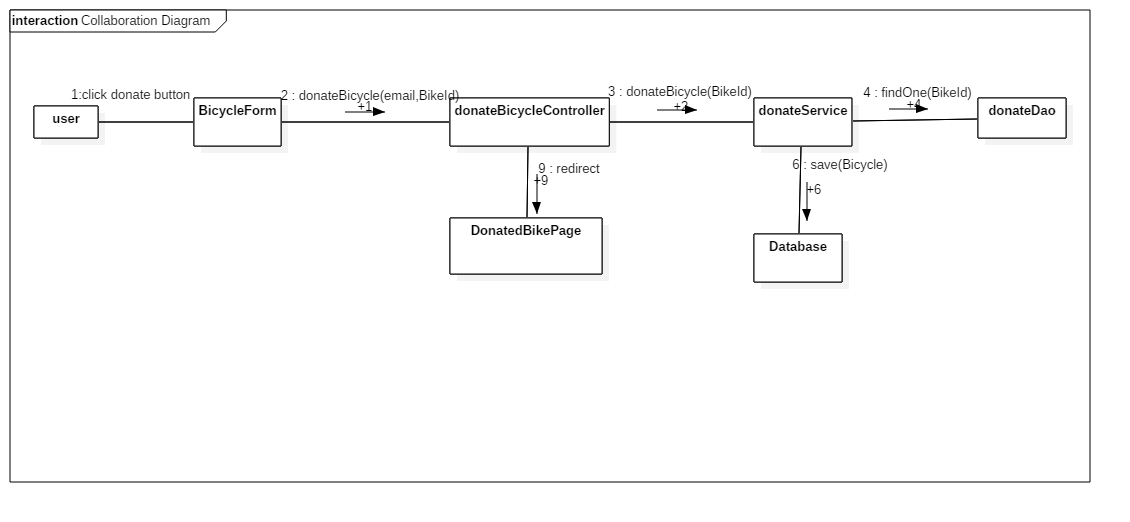 interaction Collaboration Diagram
1:click donate button
2 : donateBicycle(email,BikeId)
+1
3 : donateBicycle(BikeId)
+2
4 : findOne(BikeId)
+4
user
BicycleForm
donateBicycleController
donateService
donateDao
9 : redirect
+9
6 : save(Bicycle)
+6
DonatedBikePage
Database